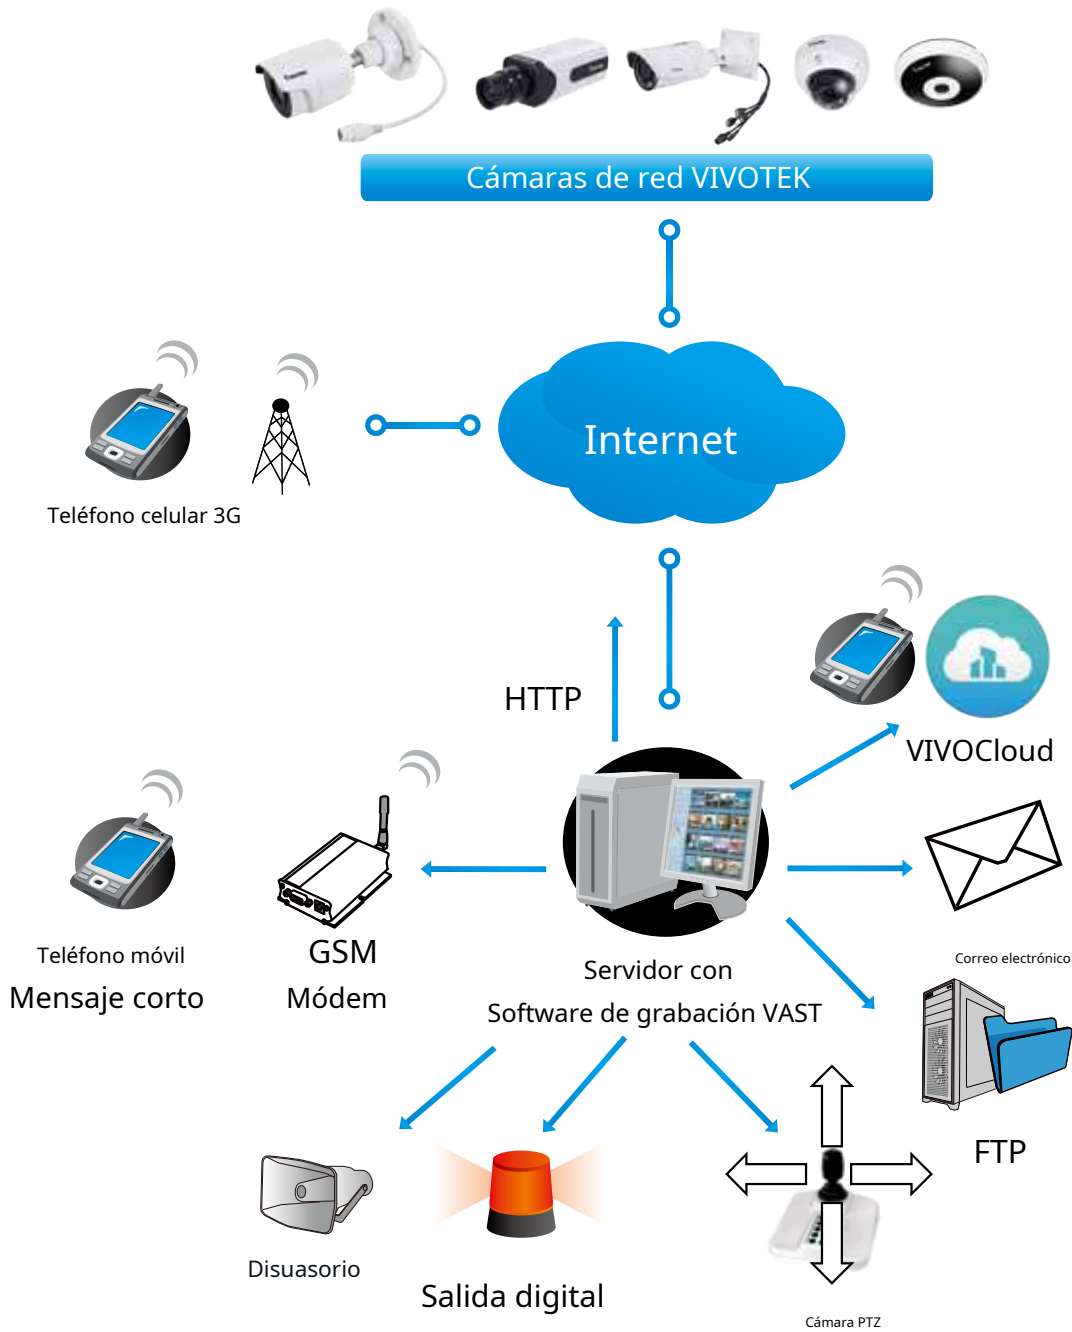 Cámaras de red VIVOTEK
Internet
Teléfono celular 3G
HTTP
VIVOCloud
Teléfono móvil
Mensaje corto
GSM
Módem
Servidor con
Software de grabación VAST
Correo electrónico
FTP
Disuasorio
Salida digital
Cámara PTZ